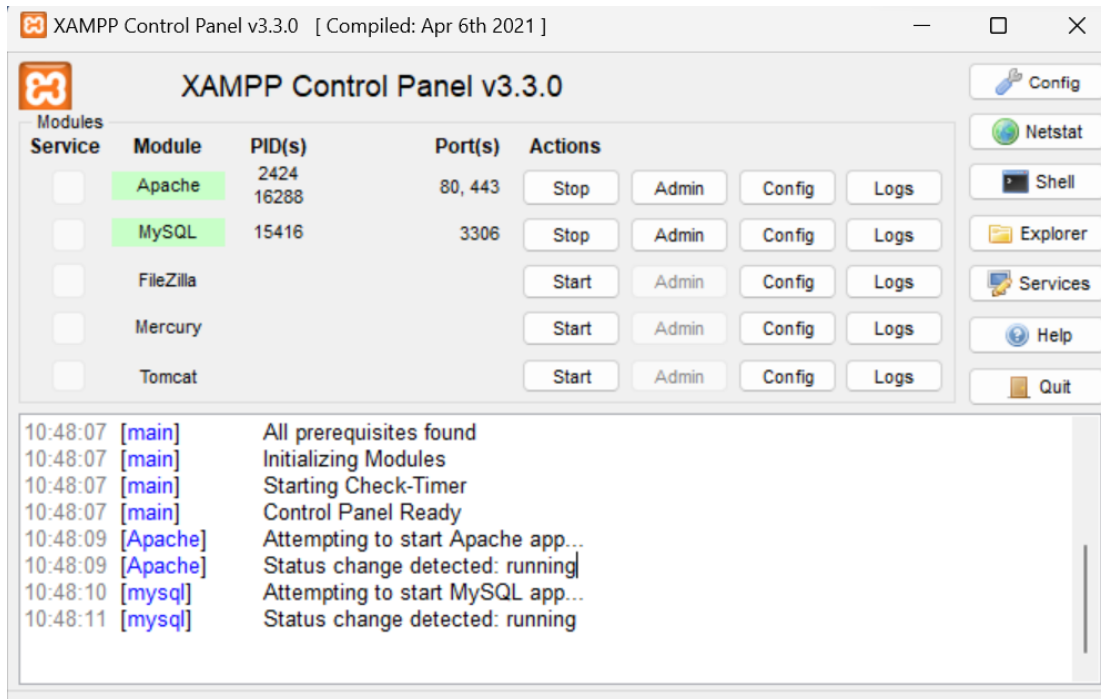 XAMPP Control Panel v3.3.0 [ Compiled: Apr 6th 2021 ]
XAMPP Control Panel v3.3.0
Config
Modules
Netstat
Service Module PID(s) Port(s) Actions
Apache 2424 16288 80, 443 Stop Admin Config Logs
Shell
MySQL 15416 3306 Stop Admin Config Logs
Explorer
FileZilla Start Admin Config Logs
Services
Mercury Start Admin Config Logs
Help
Tomcat Start Admin Config Logs
Quit
10:48:07 [main] All prerequisites found
10:48:07 [main] Initializing Modules
10:48:07 [main] Starting Check-Timer
10:48:07 [main] Control Panel Ready
10:48:09 [Apache] Attempting to start Apache app...
10:48:09 [Apache] Status change detected: running
10:48:10 [mysql] Attempting to start MySQL app...
10:48:11 [mysql] Status change detected: running